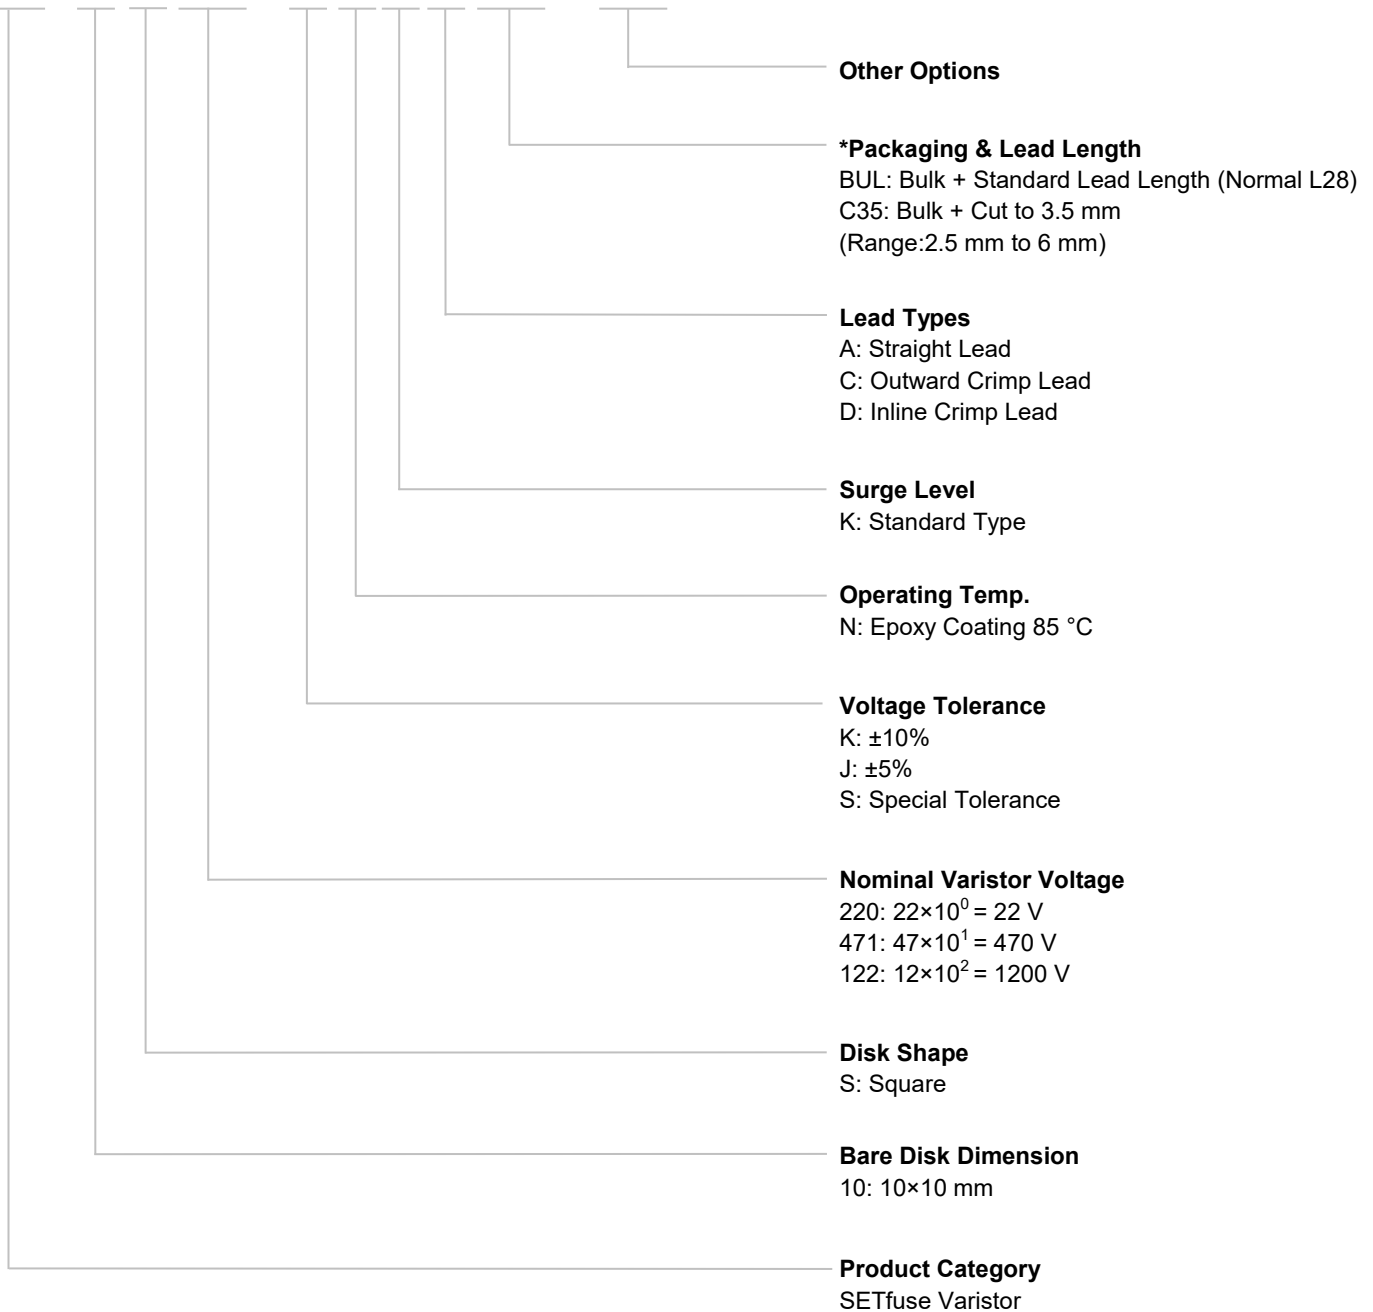 Other Options
*Packaging & Lead Length
BUL: Bulk + Standard Lead Length (Normal L28)
C35: Bulk + Cut to 3.5 mm
(Range:2.5 mm to 6 mm)
Lead Types
A: Straight Lead
C: Outward Crimp Lead
D: Inline Crimp Lead
Surge Level
K: Standard Type
Operating Temp.
N: Epoxy Coating 85 °C
Voltage Tolerance
K: ±10%
J: ±5%
S: Special Tolerance
Nominal Varistor Voltage
220: 22×10⁰ = 22 V
471: 47×10¹ = 470 V
122: 12×10² = 1200 V
Disk Shape
S: Square
Bare Disk Dimension
10: 10×10 mm
Product Category
SETfuse Varistor